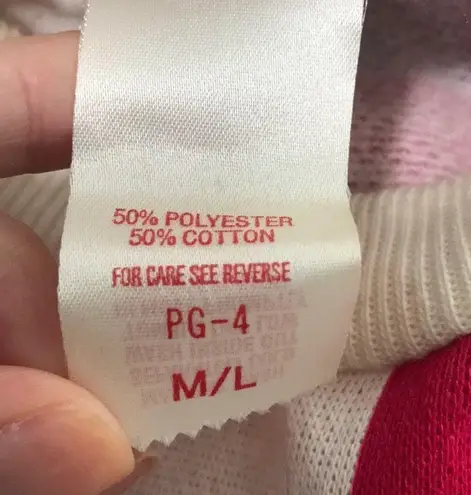 50% POLYESTER
50% COTTON
FOR CARE SEE REVERSE
PG-4
M/L